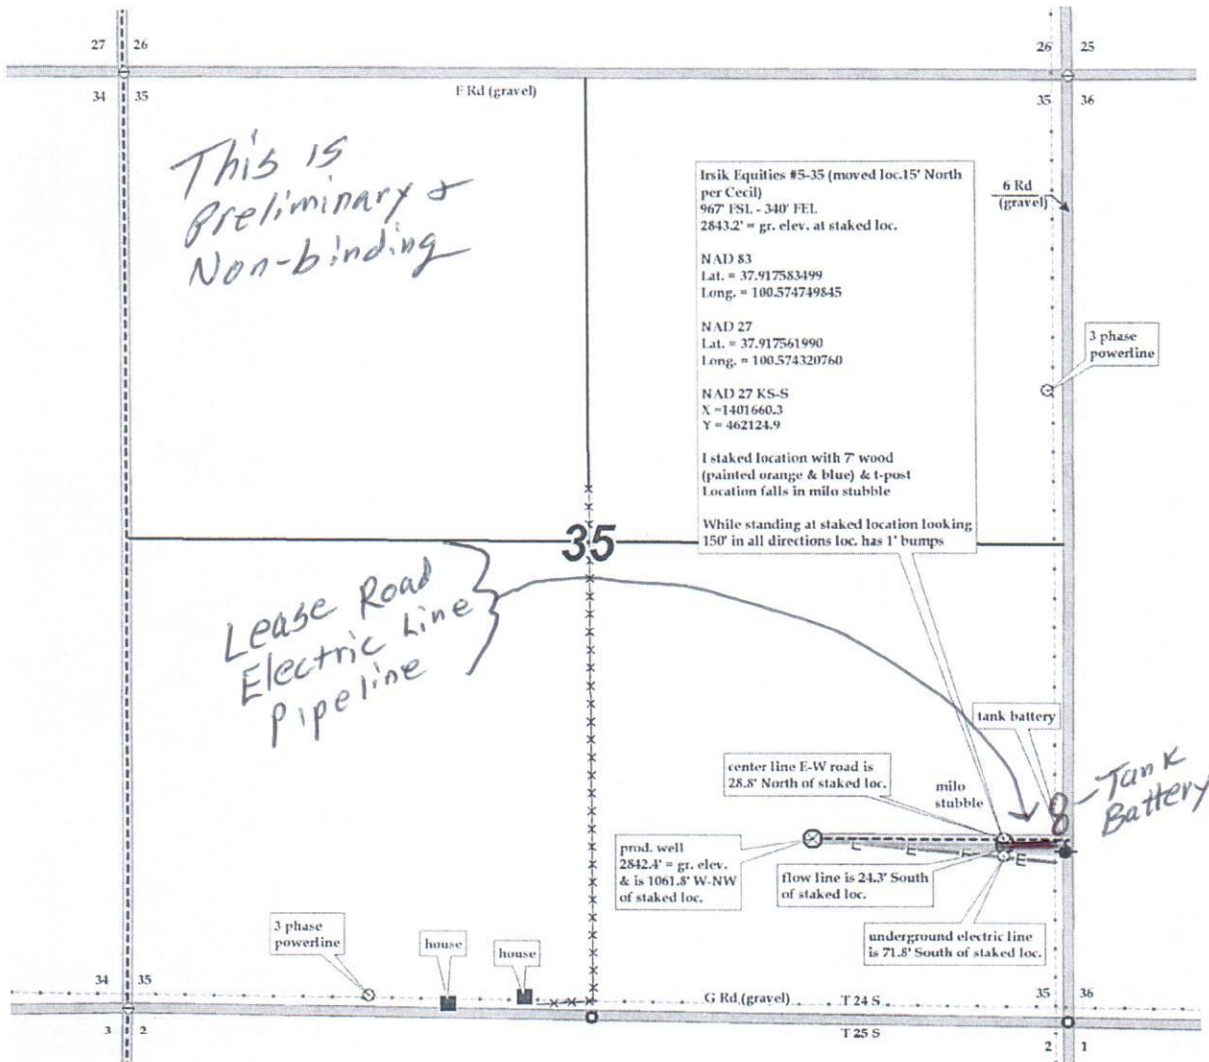 27 26
26 25
34 35
F Rd (gravel)
35 36
This is
Preliminary &
Non-binding
Irsik Equities #5-35 (moved loc.15' North
per Cecil)
967' FSL - 340' FEL
2843.2' = gr. elev. at staked loc.
NAD 83
Lat. = 37.917583499
Long. = 100.574749845
NAD 27
Lat. = 37.917561990
Long. = 100.574320760
NAD 27 KS-S
X =1401660.3
Y = 462124.9
I staked location with 7' wood
(painted orange & blue) & t-post
Location falls in milo stubble
While standing at staked location looking
150' in all directions loc. has 1' bumps
6 Rd
(gravel)
3 phase
powerline
35
Lease Road
Electric Line
Pipeline
tank battery
center line E-W road is
28.8' North of staked loc.
milo
stubble
Tank
Battery
prod. well
2842.4' = gr. elev.
& is 1061.8' W-NW
of staked loc.
E E E E
flow line is 24.3' South
of staked loc.
underground electric line
is 71.8' South of staked loc.
3 phase
powerline
house
house
34 35
G Rd (gravel)
T 24 S
35 36
3 2
T 25 S
2 1